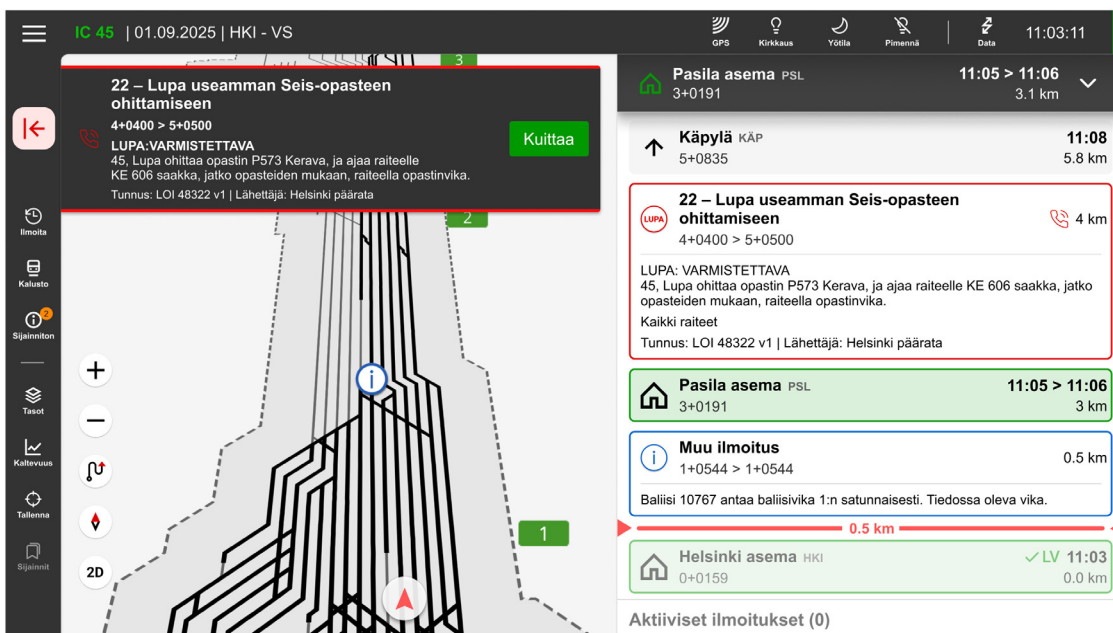 IC 45 | 01.09.2025 | HKI - VS
GPS
Kirkkaus
Yötila
Pimennä
Data
11:03:11
22 – Lupa useamman Seis-opasteen
ohittamiseen
4+0400 > 5+0500
LUPA:VARMISTETTAVA
45, Lupa ohittaa opastin P573 Kerava, ja ajaa raiteelle
KE 606 saakka, jatko opasteiden mukaan, raiteella opastinvika.
Tunnus: LOI 48322 v1 | Lähettäjä: Helsinki päärata
Kuittaa
Ilmoita
Kalusto
2
Sijainniton
Tasot
Kaltevuus
Tallenna
Sijainnit
2D
3
2
1
Pasila asema PSL 11:05 > 11:06
3+0191 3.1 km
Käpylä KÄP 11:08
5+0835 5.8 km
LUPA
22 – Lupa useamman Seis-opasteen
ohittamiseen 4 km
4+0400 > 5+0500
LUPA: VARMISTETTAVA
45, Lupa ohittaa opastin P573 Kerava, ja ajaa raiteelle KE 606 saakka, jatko
opasteiden mukaan, raiteella opastinvika.
Kaikki raiteet
Tunnus: LOI 48322 v1 | Lähettäjä: Helsinki päärata
Pasila asema PSL 11:05 > 11:06
3+0191 3 km
Muu ilmoitus 0.5 km
1+0544 > 1+0544
Baliisi 10767 antaa baliisivika 1:n satunnaisesti. Tiedossa oleva vika.
0.5 km
Helsinki asema HKI LV 11:03
0+0159 0.0 km
Aktiiviset ilmoitukset (0)